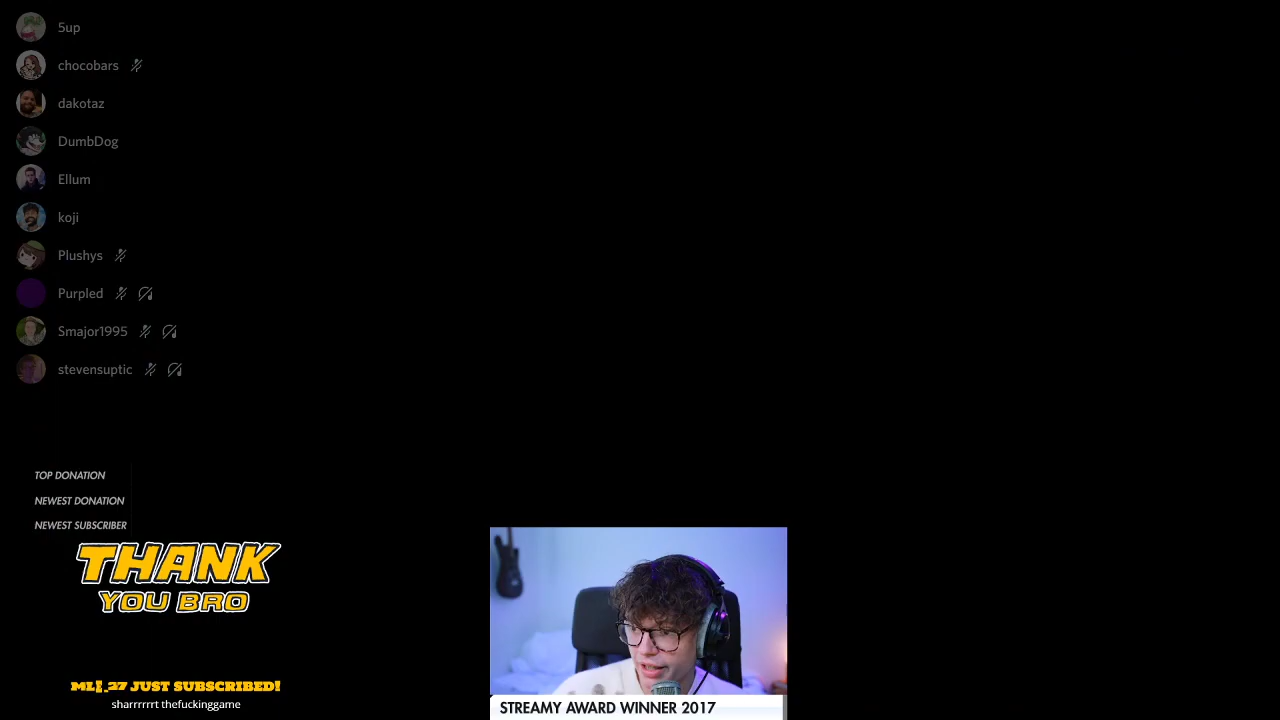 5up
chocobars
dakotaz
DumbDog
Ellum
koji
Plushys
Purpled
Smajor1995
stevensuptic
TOP DONATION
NEWEST DONATION
NEWEST SUBSCRIBER
THANK
YOU BRO
JUST SUBSCRIBED!
sharrrrrrt thefuckinggame
STREAMY AWARD WINNER 2017